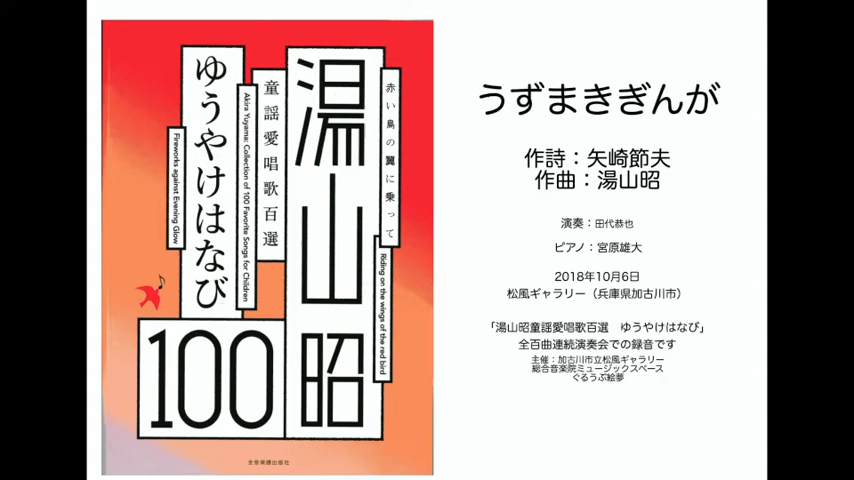 赤い鳥の翼に乗って
Riding on the wings of the red bird
湯山昭
童謡愛唱歌百選
Akira Yuyama: Collection of 100 Favorite Songs for Children
ゆうやけはなび
Fireworks against Evening Glow
100
全音楽譜出版社
うずまきぎんが
作詩：矢崎節夫
作曲：湯山昭
演奏：田代恭也
ピアノ：宮原雄大
2018年10月6日
松風ギャラリー（兵庫県加古川市）
「湯山昭童謡愛唱歌百選　ゆうやけはなび」
全百曲連続演奏会での録音です
主催：加古川市立松風ギャラリー
総合音楽院ミュージックスペース
ぐるうぷ絵夢